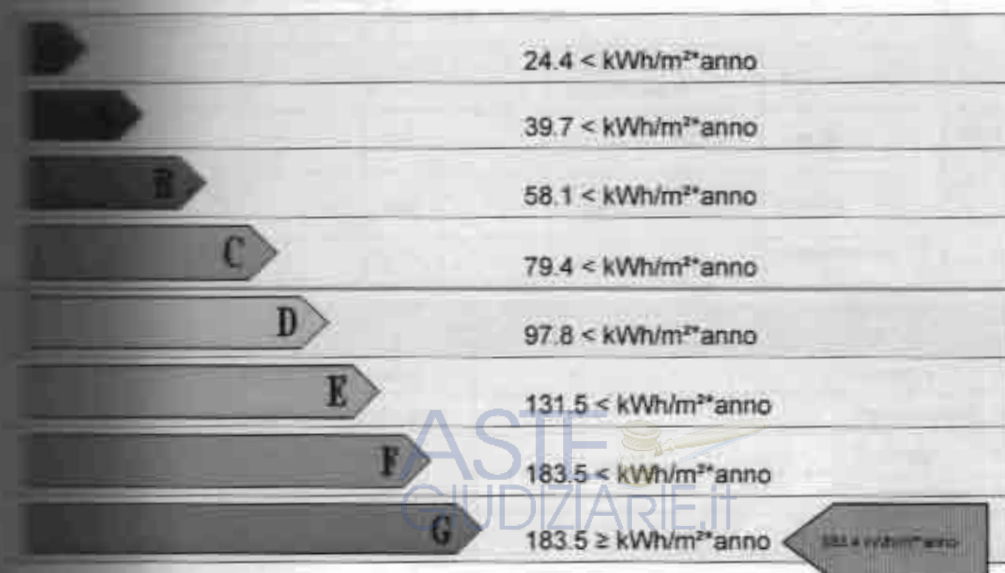 24.4 < kWh/m²*anno
39.7 < kWh/m²*anno
B 58.1 < kWh/m²*anno
C 79.4 < kWh/m²*anno
D 97.8 < kWh/m²*anno
E 131.5 < kWh/m²*anno
F 183.5 < kWh/m²*anno
G 183.5 ≥ kWh/m²*anno
ASTE
GIUDIZIARIE.it